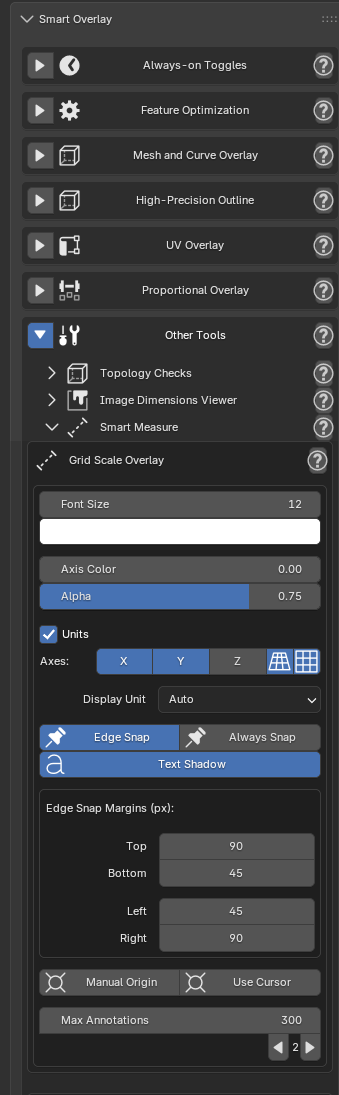 Smart Overlay
Always-on Toggles ?
Feature Optimization ?
Mesh and Curve Overlay ?
High-Precision Outline ?
UV Overlay ?
Proportional Overlay ?
Other Tools ?
Topology Checks ?
Image Dimensions Viewer ?
Smart Measure ?
Grid Scale Overlay ?
Font Size 12
Axis Color 0.00
Alpha 0.75
Units
Axes: X Y Z
Display Unit Auto
Edge Snap Always Snap
a Text Shadow
Edge Snap Margins (px):
Top 90
Bottom 45
Left 45
Right 90
Manual Origin Use Cursor
Max Annotations 300
2